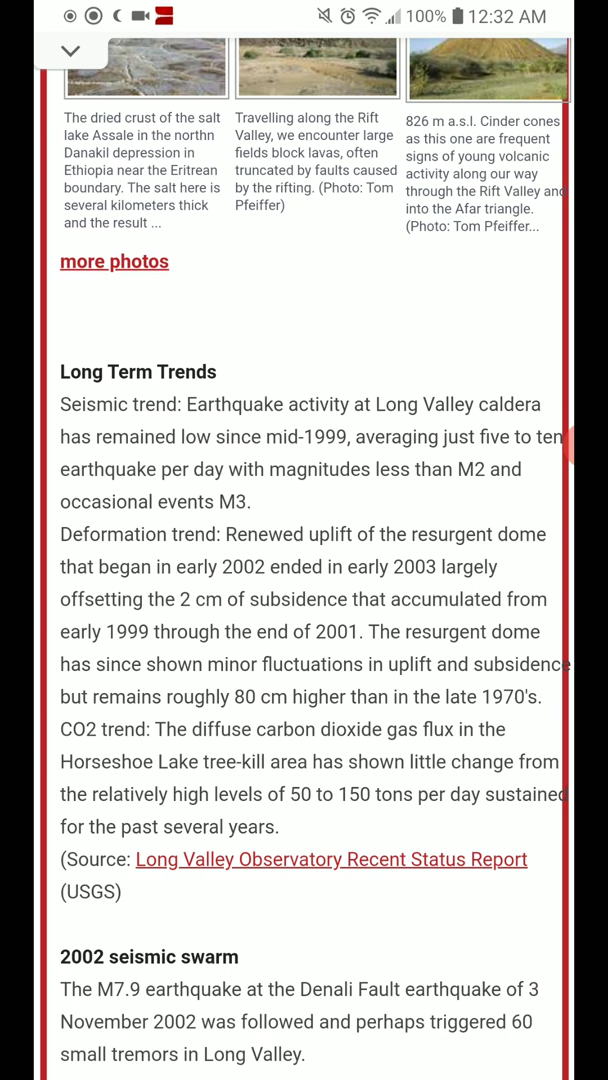 100% 12:32 AM
The dried crust of the salt
lake Assale in the northn
Danakil depression in
Ethiopia near the Eritrean
boundary. The salt here is
several kilometers thick
and the result ...
Travelling along the Rift
Valley, we encounter large
fields block lavas, often
truncated by faults caused
by the rifting. (Photo: Tom
Pfeiffer)
826 m a.s.l. Cinder cones
as this one are frequent
signs of young volcanic
activity along our way
through the Rift Valley and
into the Afar triangle.
(Photo: Tom Pfeiffer...
more photos
Long Term Trends
Seismic trend: Earthquake activity at Long Valley caldera
has remained low since mid-1999, averaging just five to ten
earthquake per day with magnitudes less than M2 and
occasional events M3.
Deformation trend: Renewed uplift of the resurgent dome
that began in early 2002 ended in early 2003 largely
offsetting the 2 cm of subsidence that accumulated from
early 1999 through the end of 2001. The resurgent dome
has since shown minor fluctuations in uplift and subsidence
but remains roughly 80 cm higher than in the late 1970's.
CO2 trend: The diffuse carbon dioxide gas flux in the
Horseshoe Lake tree-kill area has shown little change from
the relatively high levels of 50 to 150 tons per day sustained
for the past several years.
(Source: Long Valley Observatory Recent Status Report
(USGS)
2002 seismic swarm
The M7.9 earthquake at the Denali Fault earthquake of 3
November 2002 was followed and perhaps triggered 60
small tremors in Long Valley.